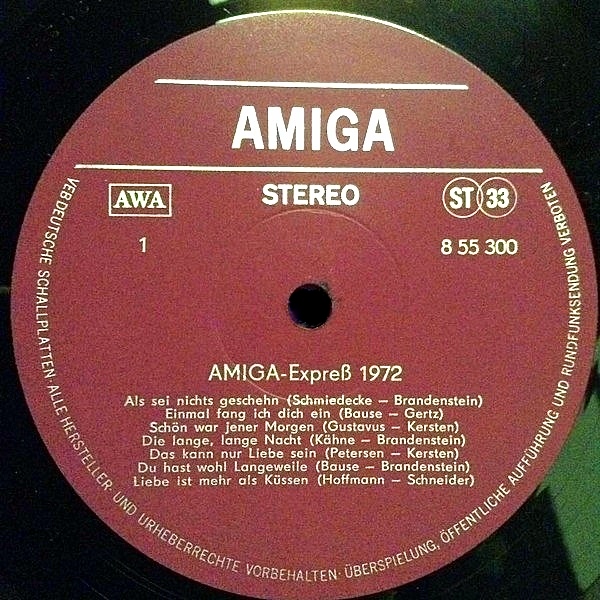 AMIGA
AWA
STEREO
ST 33
1
8 55 300
AMIGA-Expreß 1972
Als sei nichts geschehn (Schmiedecke – Brandenstein)
Einmal fang ich dich ein (Bause – Gertz)
Schön war jener Morgen (Gustavus – Kersten)
Die lange, lange Nacht (Kähne – Brandenstein)
Das kann nur Liebe sein (Petersen – Kersten)
Du hast wohl Langeweile (Bause – Brandenstein)
Liebe ist mehr als Küssen (Hoffmann – Schneider)
VEB DEUTSCHE SCHALLPLATTEN · ALLE HERSTELLER- UND URHEBERRECHTE VORBEHALTEN · ÜBERSPIELUNG, ÖFFENTLICHE AUFFÜHRUNG UND RUNDFUNKSENDUNG VERBOTEN